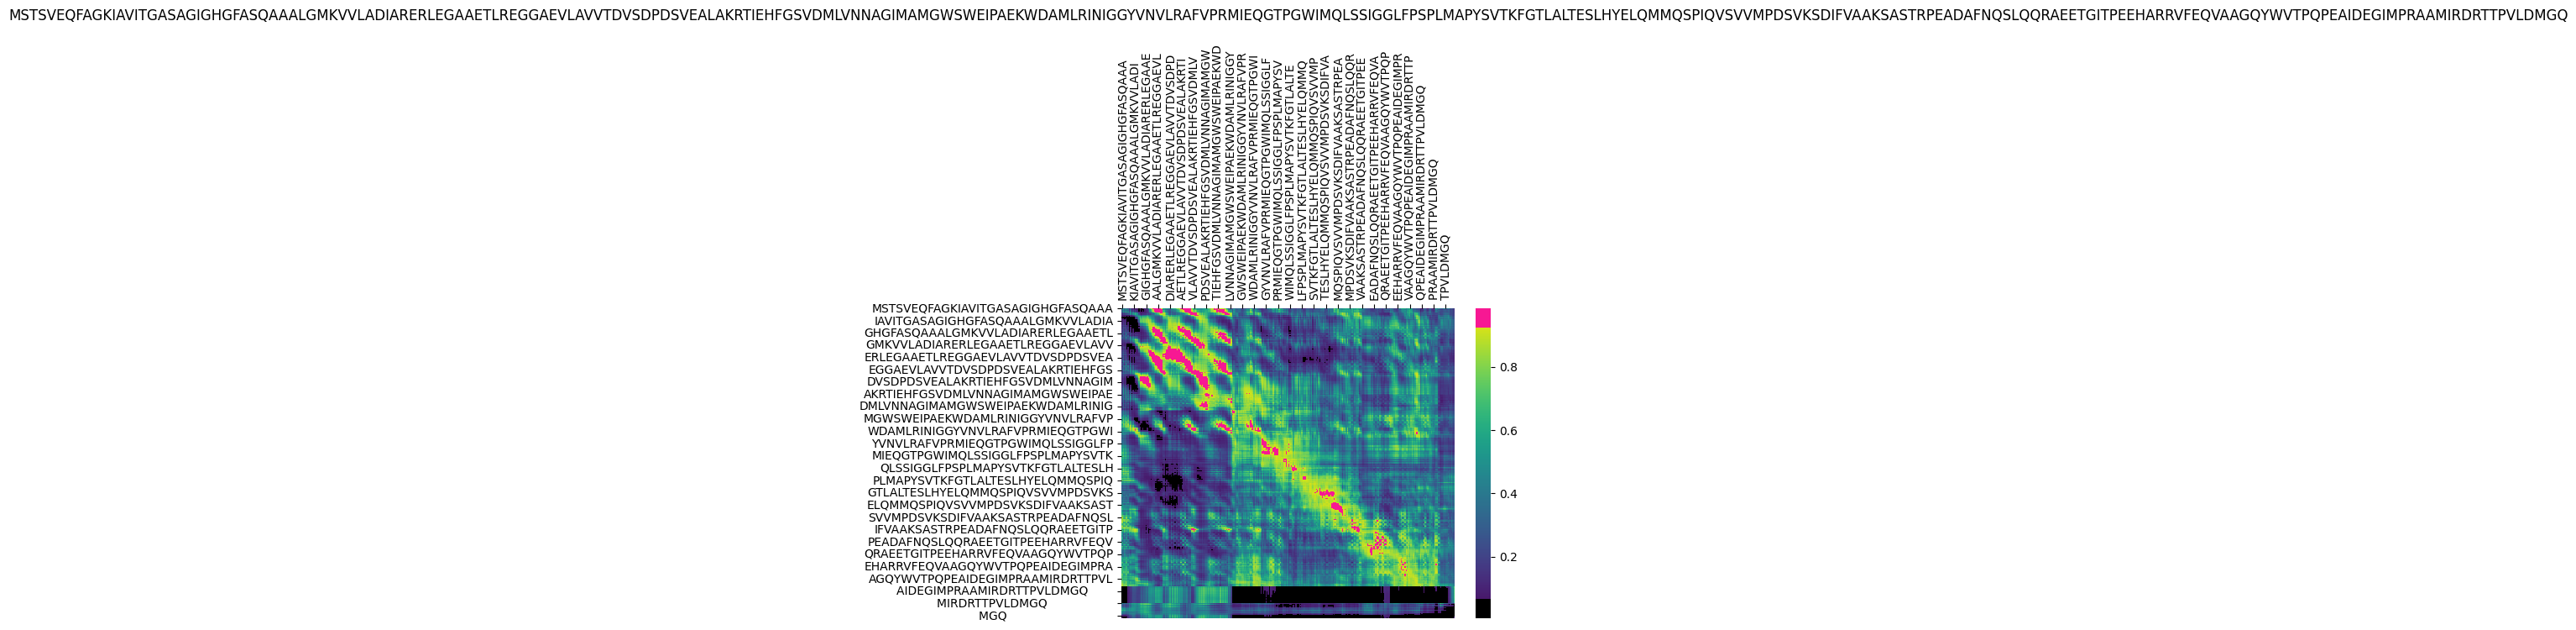 MSTSVEQFAGKIAVITGASAGIGHGFASQAAALGMKVVLADIARERLEGAAETLREGGAEVLAVVTDVSDPDSVEALAKRTIEHFGSVDMLVNNAGIMAMGWSWEIPAEKWDAMLRINIGGYVNVLRAFVPRMIEQGTPGWIMQLSSIGGLFPSPLMAPYSVTKFGTLALTESLHYELQMMQSPIQVSVVMPDSVKSDIFVAAKSASTRPEADAFNQSLQQRAEETGITPEEHARRVFEQVAAGQYWVTPQPEAIDEGIMPRAAMIRDRTTPVLDMGQ
MSTSVEQFAGKIAVITGASAGIGHGFASQAAA
KIAVITGASAGIGHGFASQAAALGMKVVLADI
GIGHGFASQAAALGMKVVLADIARERLEGAAE
AALGMKVVLADIARERLEGAAETLREGGAEVL
DIARERLEGAAETLREGGAEVLAVVTDVSDPD
AETLREGGAEVLAVVTDVSDPDSVEALAKRTI
VLAVVTDVSDPDSVEALAKRTIEHFGSVDMLV
PDSVEALAKRTIEHFGSVDMLVNNAGIMAMGW
TIEHFGSVDMLVNNAGIMAMGWSWEIPAEKWD
LVNNAGIMAMGWSWEIPAEKWDAMLRINIGGY
GWSWEIPAEKWDAMLRINIGGYVNVLRAFVPR
WDAMLRINIGGYVNVLRAFVPRMIEQGTPGWI
GYVNVLRAFVPRMIEQGTPGWIMQLSSIGGLF
PRMIEQGTPGWIMQLSSIGGLFPSPLMAPYSV
WIMQLSSIGGLFPSPLMAPYSVTKFGTLALTE
LFPSPLMAPYSVTKFGTLALTESLHYELQMMQ
SVTKFGTLALTESLHYELQMMQSPIQVSVVMP
TESLHYELQMMQSPIQVSVVMPDSVKSDIFVA
MQSPIQVSVVMPDSVKSDIFVAAKSASTRPEA
MPDSVKSDIFVAAKSASTRPEADAFNQSLQQR
VAAKSASTRPEADAFNQSLQQRAEETGITPEE
EADAFNQSLQQRAEETGITPEEHARRVFEQVA
QRAEETGITPEEHARRVFEQVAAGQYWVTPQP
EEHARRVFEQVAAGQYWVTPQPEAIDEGIMPR
VAAGQYWVTPQPEAIDEGIMPRAAMIRDRTTP
QPEAIDEGIMPRAAMIRDRTTPVLDMGQ
PRAAMIRDRTTPVLDMGQ
TPVLDMGQ
MSTSVEQFAGKIAVITGASAGIGHGFASQAAA
IAVITGASAGIGHGFASQAAALGMKVVLADIA
GHGFASQAAALGMKVVLADIARERLEGAAETL
GMKVVLADIARERLEGAAETLREGGAEVLAVV
ERLEGAAETLREGGAEVLAVVTDVSDPDSVEA
EGGAEVLAVVTDVSDPDSVEALAKRTIEHFGS
DVSDPDSVEALAKRTIEHFGSVDMLVNNAGIM
AKRTIEHFGSVDMLVNNAGIMAMGWSWEIPAE
DMLVNNAGIMAMGWSWEIPAEKWDAMLRINIG
MGWSWEIPAEKWDAMLRINIGGYVNVLRAFVP
WDAMLRINIGGYVNVLRAFVPRMIEQGTPGWI
YVNVLRAFVPRMIEQGTPGWIMQLSSIGGLFP
MIEQGTPGWIMQLSSIGGLFPSPLMAPYSVTK
QLSSIGGLFPSPLMAPYSVTKFGTLALTESLH
PLMAPYSVTKFGTLALTESLHYELQMMQSPIQ
GTLALTESLHYELQMMQSPIQVSVVMPDSVKS
ELQMMQSPIQVSVVMPDSVKSDIFVAAKSAST
SVVMPDSVKSDIFVAAKSASTRPEADAFNQSL
IFVAAKSASTRPEADAFNQSLQQRAEETGITP
PEADAFNQSLQQRAEETGITPEEHARRVFEQV
QRAEETGITPEEHARRVFEQVAAGQYWVTPQP
EHARRVFEQVAAGQYWVTPQPEAIDEGIMPRA
AGQYWVTPQPEAIDEGIMPRAAMIRDRTTPVL
AIDEGIMPRAAMIRDRTTPVLDMGQ
MIRDRTTPVLDMGQ
MGQ
0.8
0.6
0.4
0.2